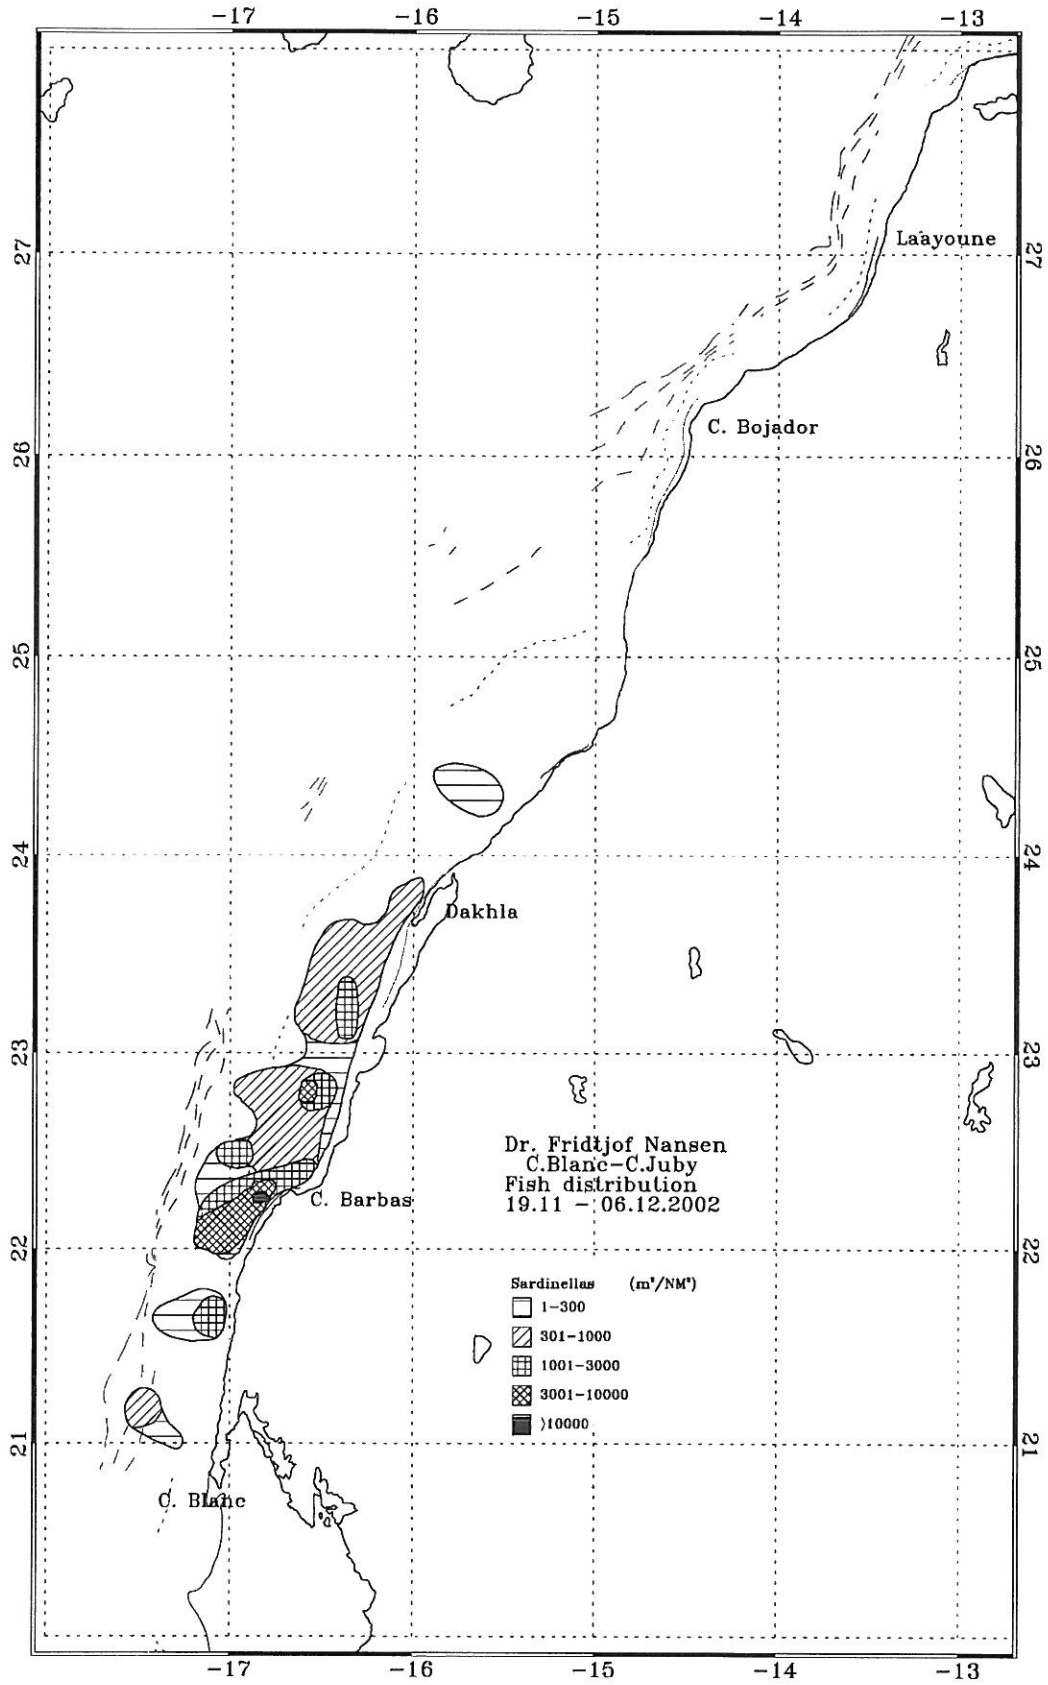 -17 -16 -15 -14 -13
27 Laayoune 27
C. Bojador
26 26
25 25
24 24
Dakhla
23 23
Dr. Fridtjof Nansen
C.Blanc-C.Juby
Fish distribution
19.11 - 06.12.2002
C. Barbas
22 22
Sardinellas (m²/NM²)
1-300
301-1000
1001-3000
3001-10000
)10000
21 21
C. Blanc
-17 -16 -15 -14 -13